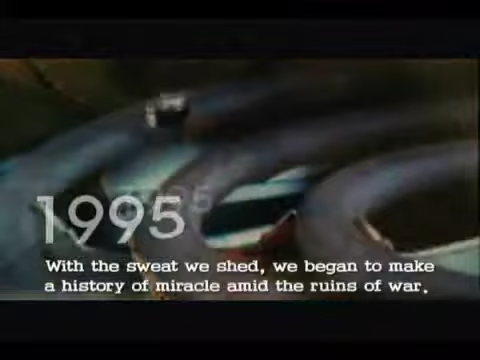 1995
With the sweat we shed, we began to make
a history of miracle amid the ruins of war.